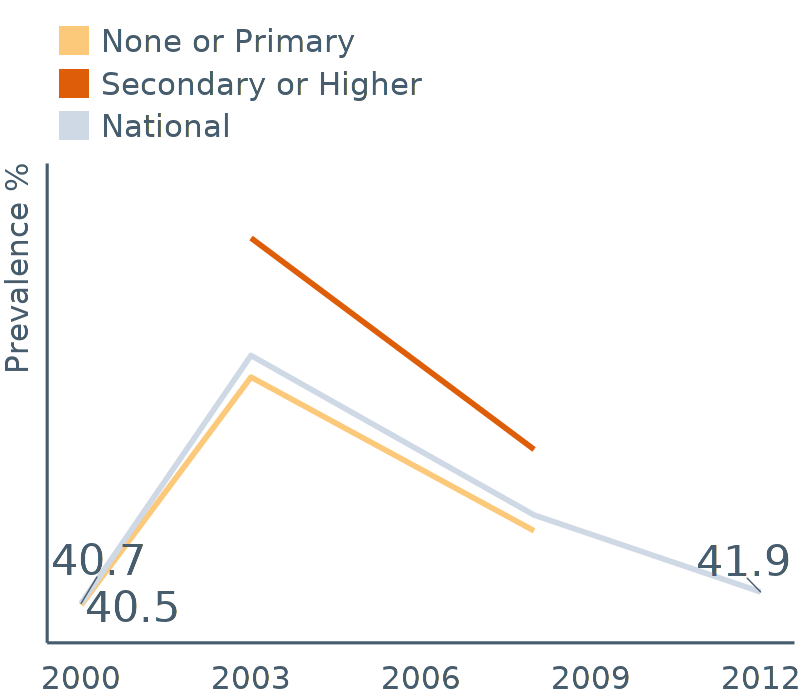 None or Primary
Secondary or Higher
National
Prevalence %
40.7
40.5
41.9
2000 2003 2006 2009 2012